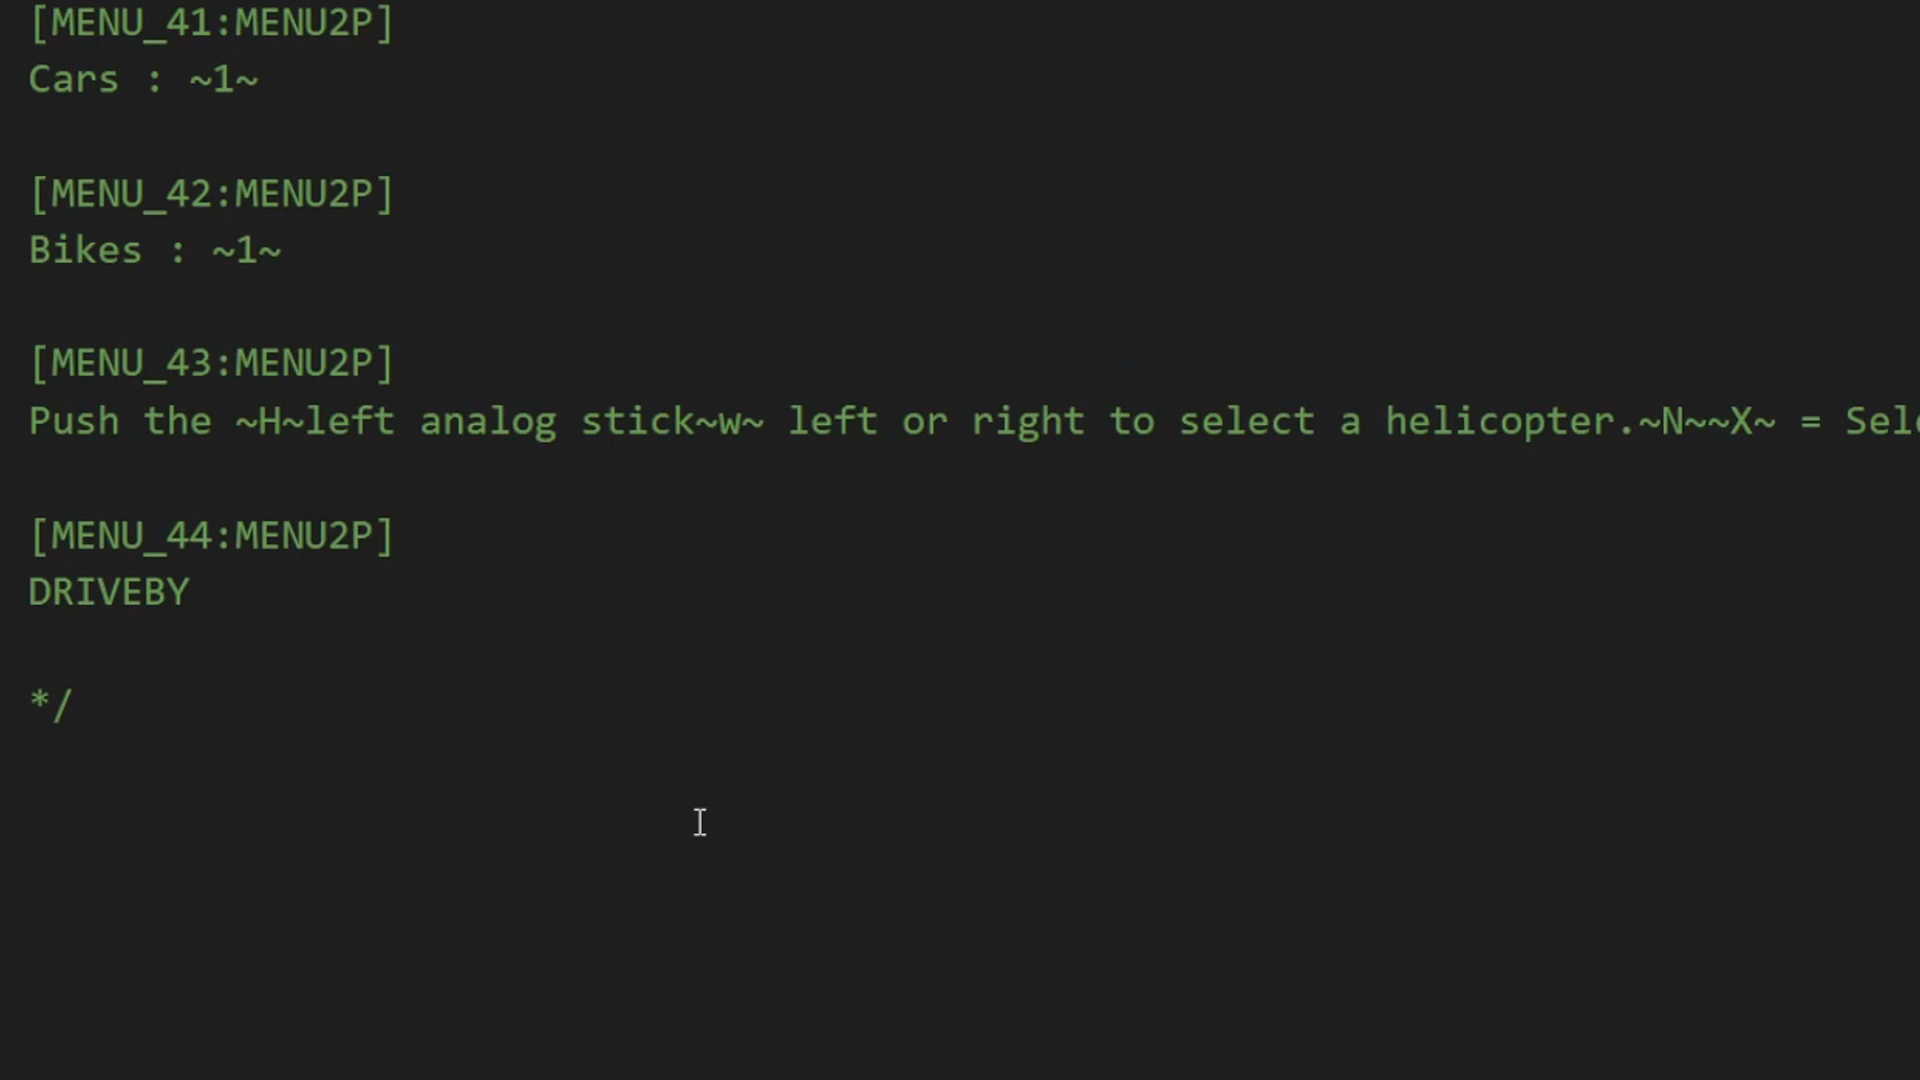 [MENU_41:MENU2P]
Cars : ~1~
[MENU_42:MENU2P]
Bikes : ~1~
[MENU_43:MENU2P]
Push the ~H~left analog stick~w~ left or right to select a helicopter.~N~~X~ =
[MENU_44:MENU2P]
DRIVEBY
*/